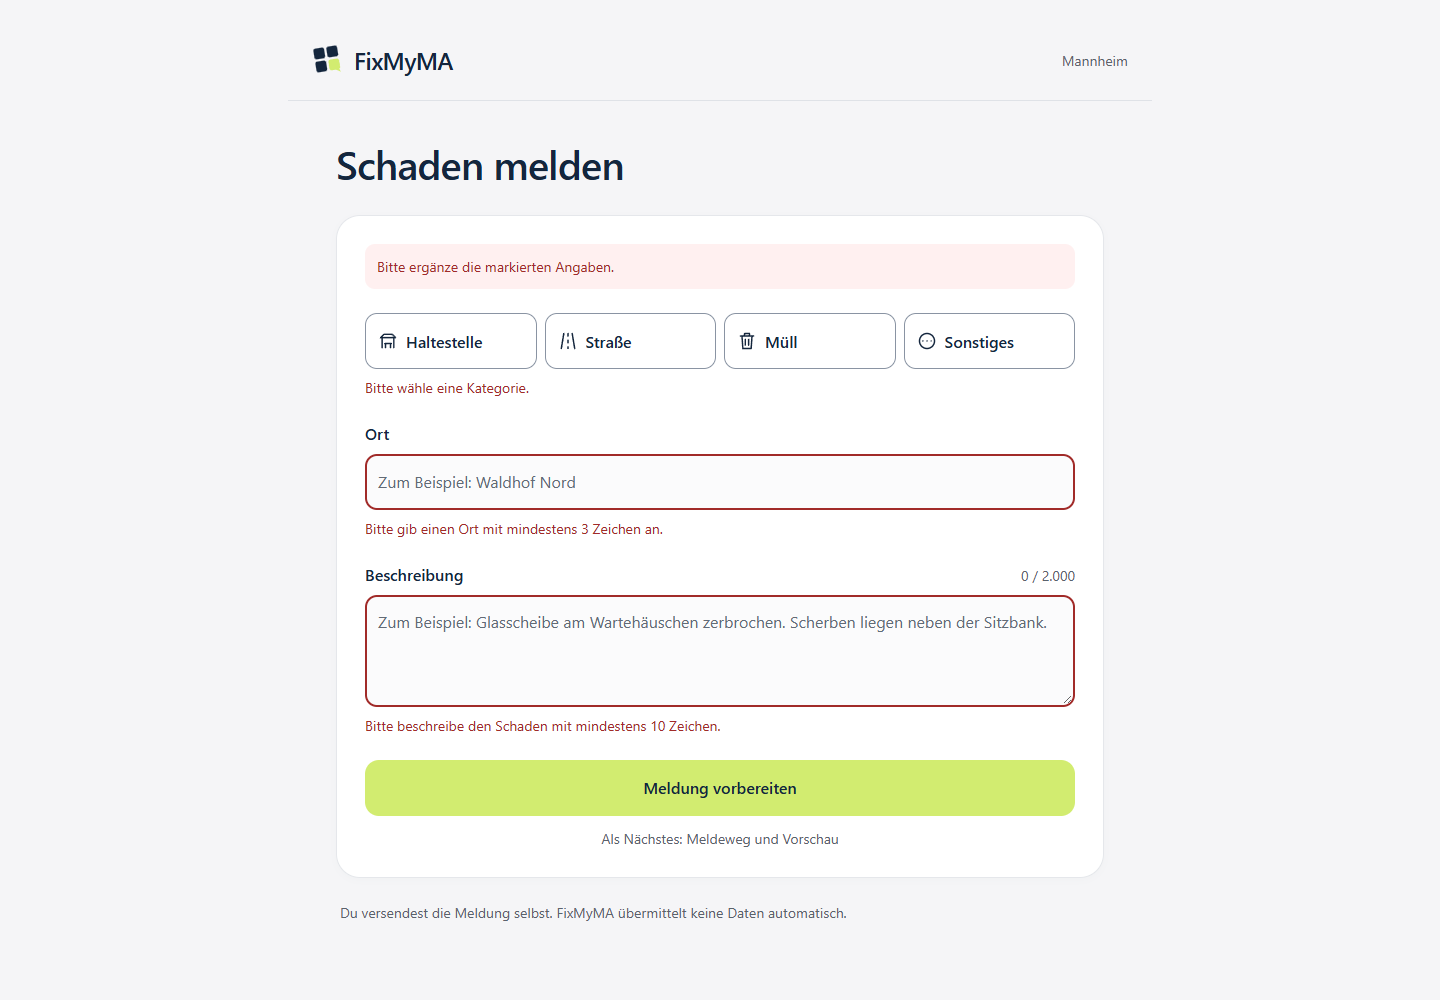 FixMyMA
Mannheim
Schaden melden
Bitte ergänze die markierten Angaben.
Haltestelle
Straße
Müll
Sonstiges
Bitte wähle eine Kategorie.
Ort
Zum Beispiel: Waldhof Nord
Bitte gib einen Ort mit mindestens 3 Zeichen an.
Beschreibung
0 / 2.000
Zum Beispiel: Glasscheibe am Wartehäuschen zerbrochen. Scherben liegen neben der Sitzbank.
Bitte beschreibe den Schaden mit mindestens 10 Zeichen.
Meldung vorbereiten
Als Nächstes: Meldeweg und Vorschau
Du versendest die Meldung selbst. FixMyMA übermittelt keine Daten automatisch.